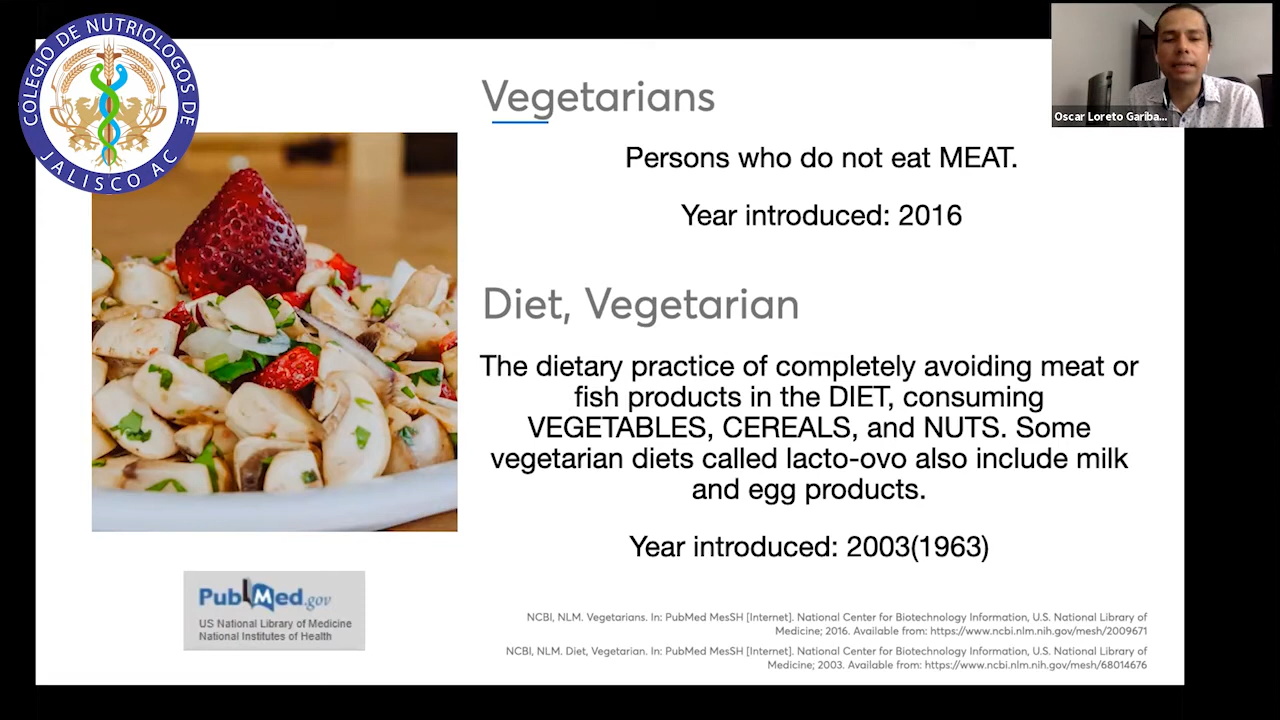 COLEGIO DE NUTRIOLOGOS DE
JALISCO AC
Oscar Loreto Gariba...
Vegetarians
Persons who do not eat MEAT.
Year introduced: 2016
Diet, Vegetarian
The dietary practice of completely avoiding meat or
fish products in the DIET, consuming
VEGETABLES, CEREALS, and NUTS. Some
vegetarian diets called lacto-ovo also include milk
and egg products.
Year introduced: 2003(1963)
PubMed.gov
US National Library of Medicine
National Institutes of Health
NCBI, NLM. Vegetarians. In: PubMed MesSH [Internet]. National Center for Biotechnology Information, U.S. National Library of
Medicine; 2016. Available from: https://www.ncbi.nlm.nih.gov/mesh/2009671
NCBI, NLM. Diet, Vegetarian. In: PubMed MesSH [Internet]. National Center for Biotechnology Information, U.S. National Library of
Medicine; 2003. Available from: https://www.ncbi.nlm.nih.gov/mesh/68014676